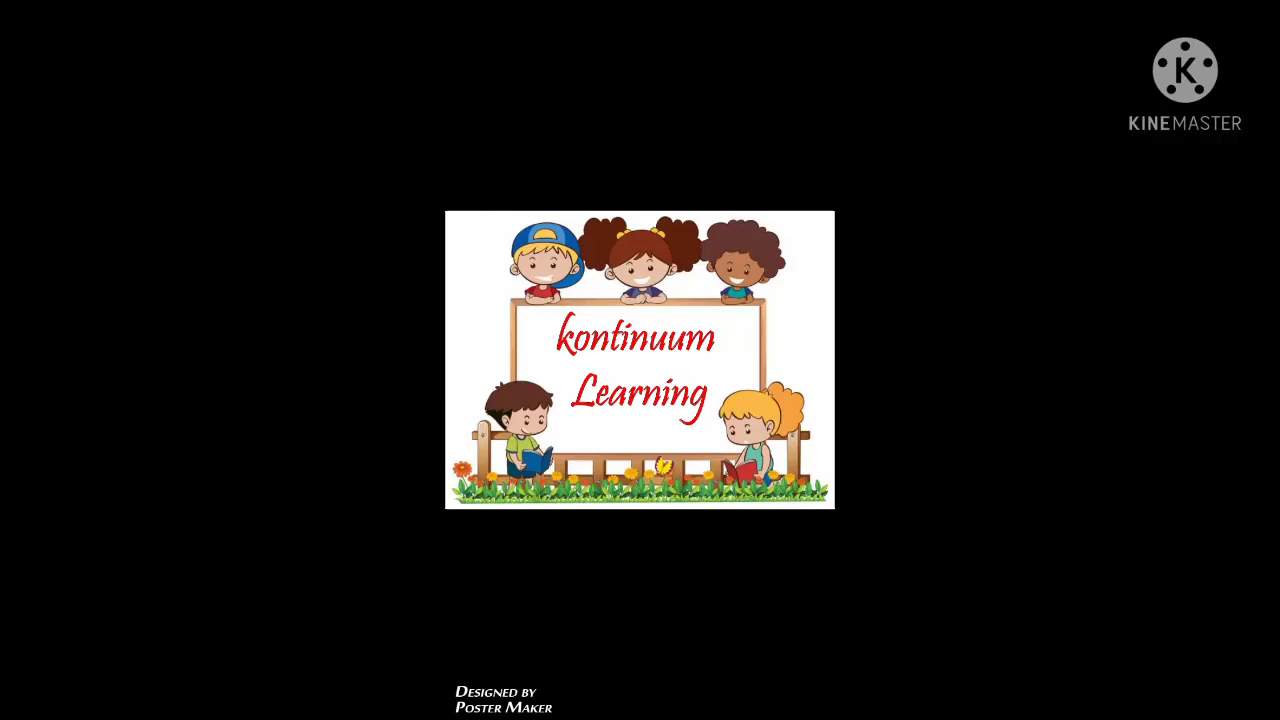 K
KINEMASTER
kontinuum
Learning
DESIGNED BY
POSTER MAKER